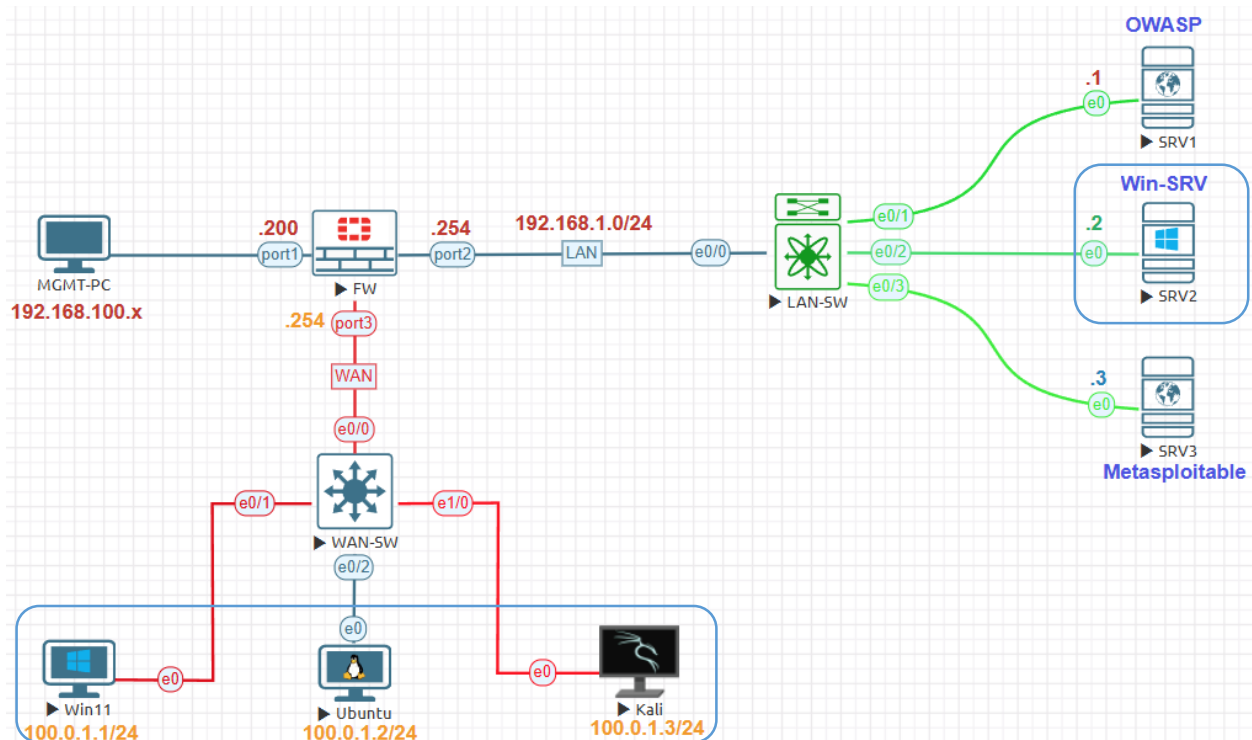 OWASP
.1
e0
▶ SRV1
Win-SRV
.200
.254
192.168.1.0/24
e0/1
.2
port1
port2
LAN
e0/0
e0/2
e0
MGMT-PC
▶ FW
e0/3
▶ LAN-SW
▶ SRV2
192.168.100.x
.254
port3
WAN
.3
e0
e0/0
▶ SRV3
Metasploitable
e0/1
e1/0
▶ WAN-SW
e0/2
e0
e0
e0
▶ Win11
▶ Ubuntu
▶ Kali
100.0.1.1/24
100.0.1.2/24
100.0.1.3/24